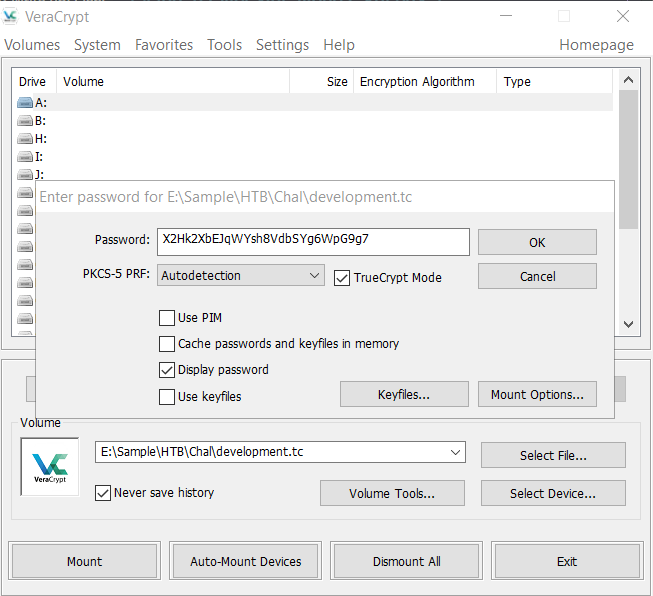 VeraCrypt
Volumes System Favorites Tools Settings Help Homepage
Drive Volume Size Encryption Algorithm Type
A:
B:
H:
I:
J:
Enter password for E:\Sample\HTB\Chal\development.tc
Password: X2Hk2XbEJqWYsh8VdbSYg6WpG9g7 OK
PKCS-5 PRF: Autodetection TrueCrypt Mode Cancel
Use PIM
Cache passwords and keyfiles in memory
Display password
Use keyfiles Keyfiles... Mount Options...
Volume
VeraCrypt
E:\Sample\HTB\Chal\development.tc Select File...
Never save history Volume Tools... Select Device...
Mount Auto-Mount Devices Dismount All Exit